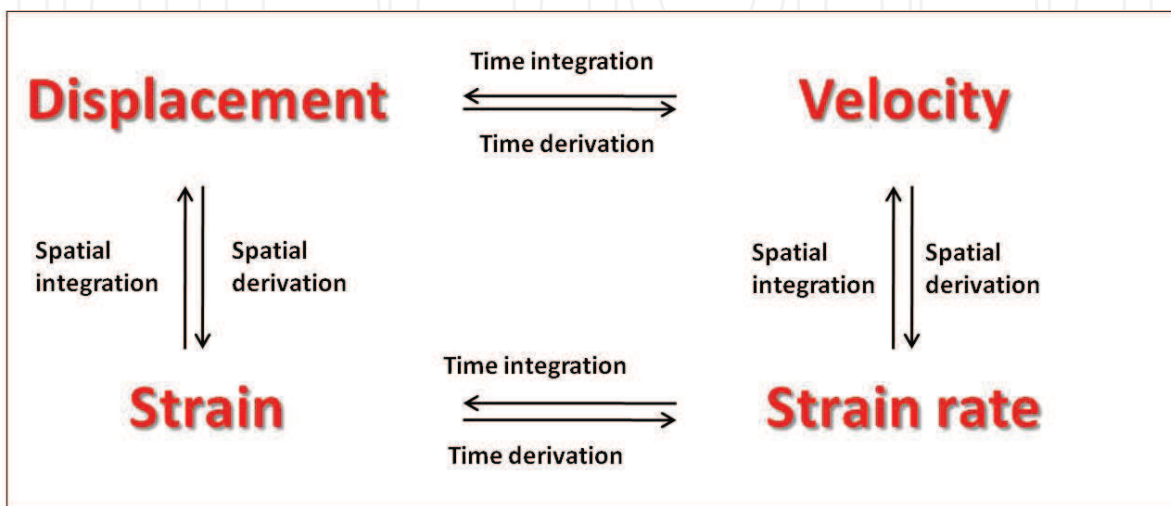 Time integration
Displacement
Velocity
Time derivation
Spatial
integration
Spatial
derivation
Spatial
integration
Spatial
derivation
Time integration
Strain
Strain rate
Time derivation